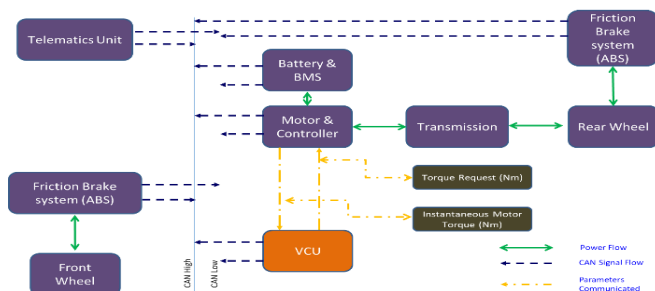 Friction
Brake
system
(ABS)
Telematics Unit
Battery &
BMS
Motor &
Controller
Transmission
Rear Wheel
Torque Request (Nm)
Friction Brake
system (ABS)
Instantaneous Motor
Torque (Nm)
VCU
Front
Wheel
CAN High
CAN Low
Power Flow
CAN Signal Flow
Parameters
Communicated